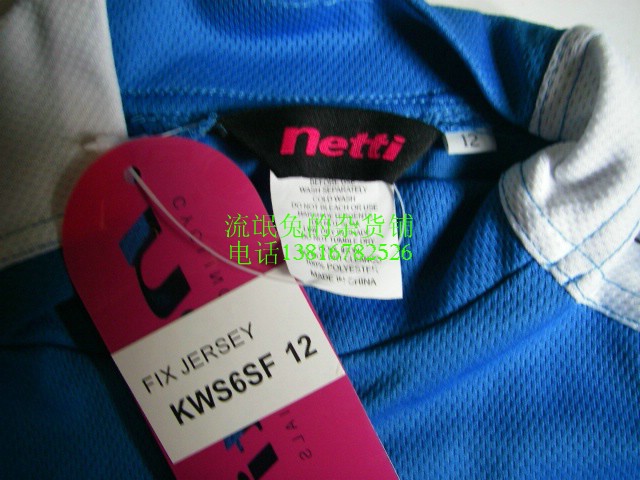 netti
12
BEFORE USE
WASH SEPARATELY
COLD WASH
DO NOT BLEACH OR USE
100% POLYESTER
MADE IN CHINA
流氓兔的杂货铺
电话13816782526
FIX JERSEY
KWS6SF 12